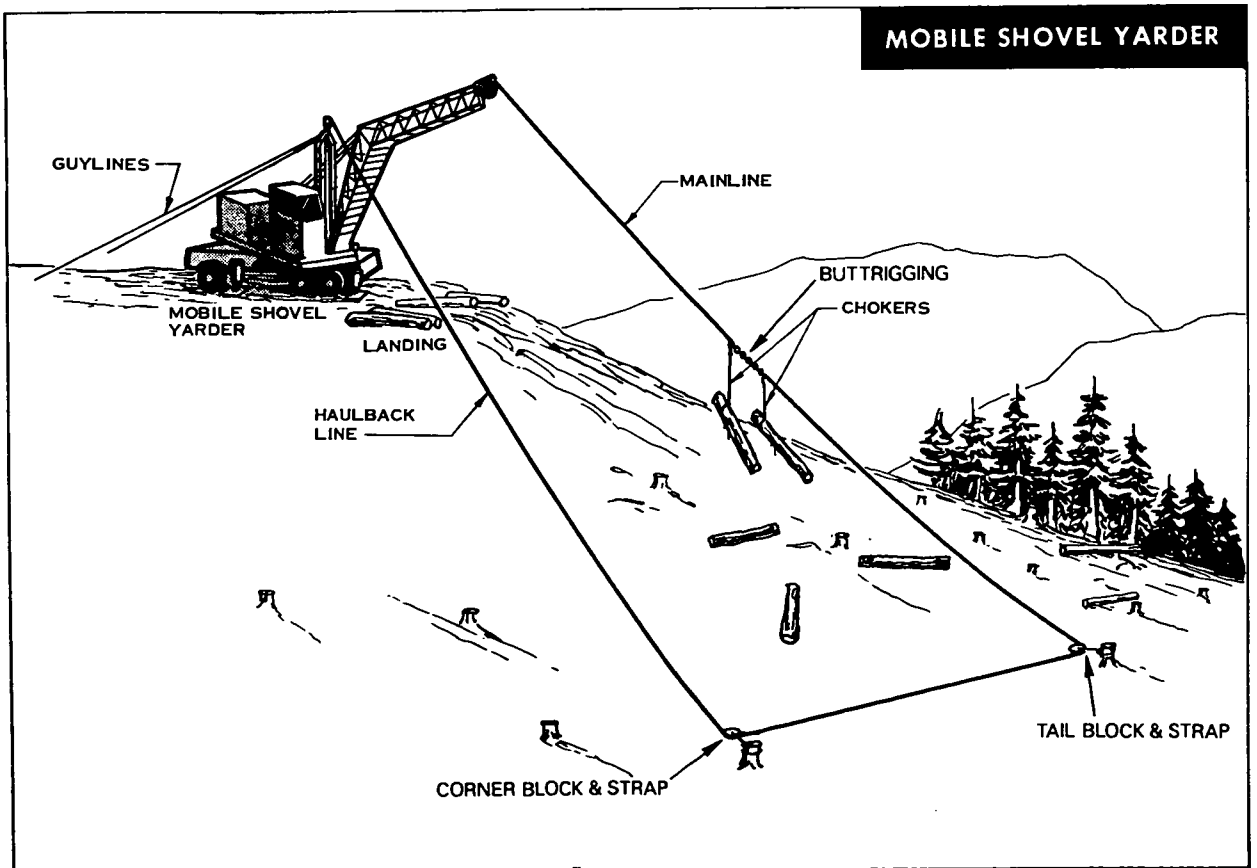 MOBILE SHOVEL YARDER
GUYLINES
MAINLINE
BUTTRIGGING
CHOKERS
MOBILE SHOVEL
YARDER
LANDING
HAULBACK
LINE
TAIL BLOCK & STRAP
CORNER BLOCK & STRAP